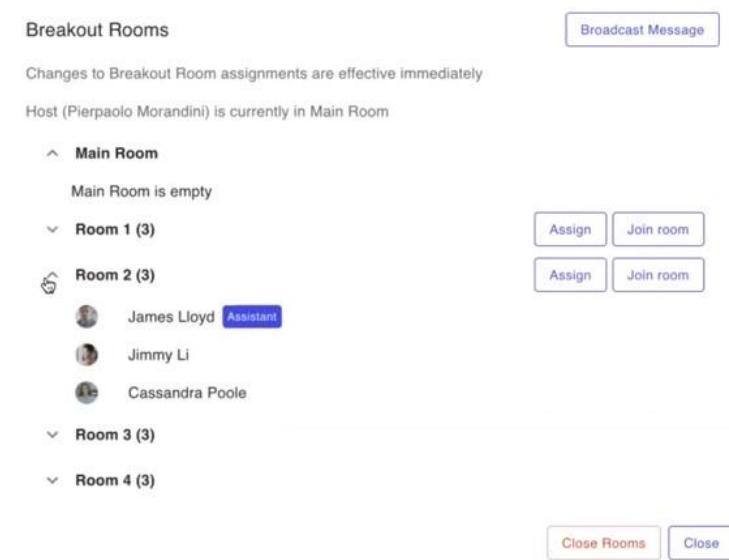 Breakout Rooms
Broadcast Message
Changes to Breakout Room assignments are effective immediately
Host (Pierpaolo Morandini) is currently in Main Room
Main Room
Main Room is empty
Room 1 (3) Assign Join room
Room 2 (3) Assign Join room
James Lloyd Assistant
Jimmy Li
Cassandra Poole
Room 3 (3)
Room 4 (3)
Close Rooms Close